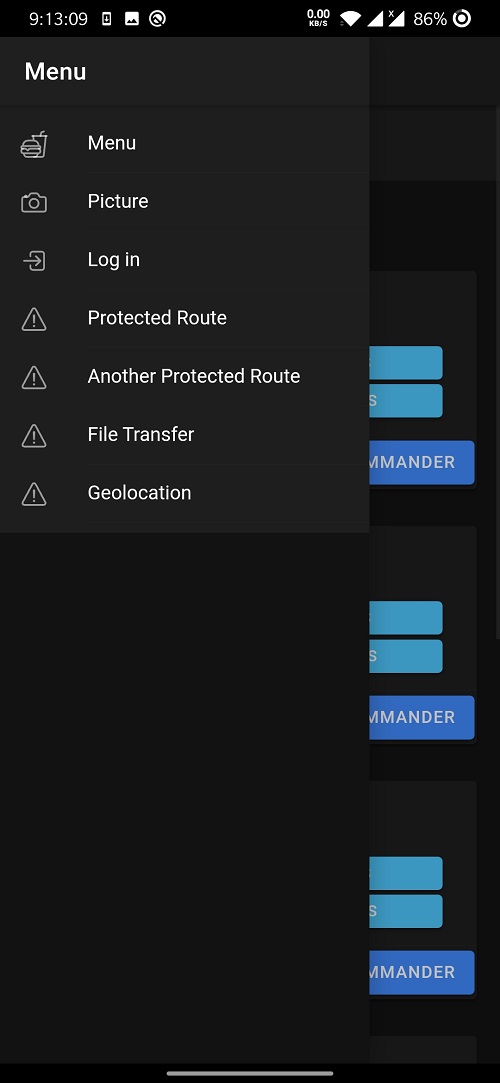 9:13:09
0.00
KB/S
x
86%
Menu
Menu
Picture
Log in
Protected Route
Another Protected Route
File Transfer
Geolocation
S
MMANDER
S
MMANDER
S
MMANDER